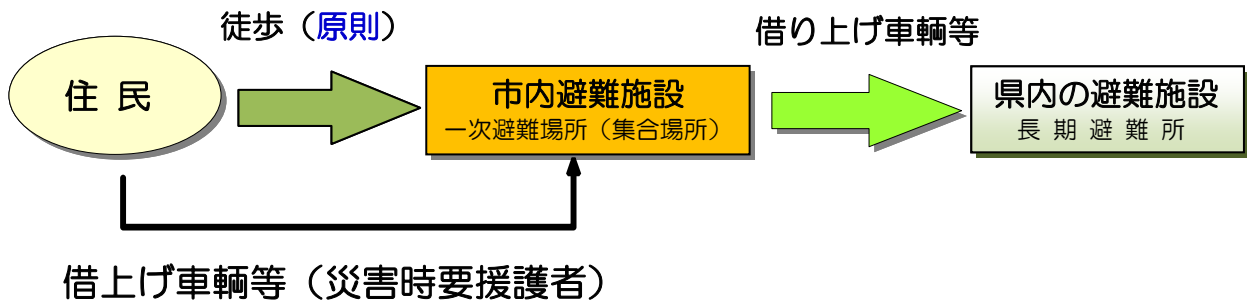 徒歩（原則）
借り上げ車輌等
住 民
市内避難施設
一次避難場所（集合場所）
県内の避難施設
長 期 避 難 所
借上げ車輌等（災害時要援護者）